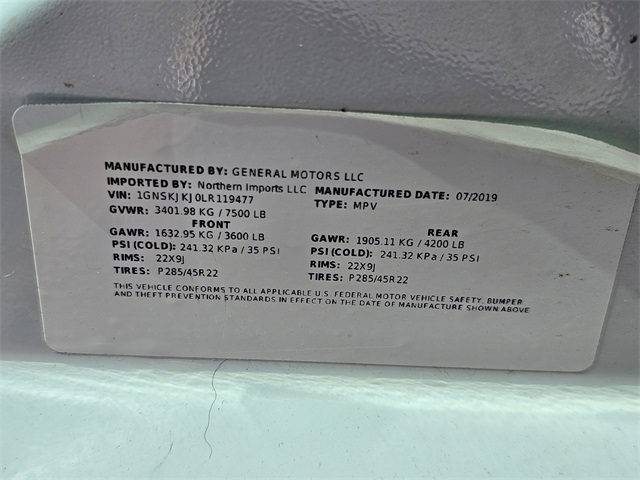 MANUFACTURED BY: GENERAL MOTORS LLC
IMPORTED BY: Northern Imports LLC MANUFACTURED DATE: 07/2019
VIN: 1GNSKJKJ0LR119477 TYPE: MPV
GVWR: 3401.98 KG / 7500 LB
FRONT REAR
GAWR: 1632.95 KG / 3600 LB GAWR: 1905.11 KG / 4200 LB
PSI (COLD): 241.32 KPa / 35 PSI PSI (COLD): 241.32 KPa / 35 PSI
RIMS: 22X9J RIMS: 22X9J
TIRES: P285/45R22 TIRES: P285/45R22
THIS VEHICLE CONFORMS TO ALL APPLICABLE U.S. FEDERAL MOTOR VEHICLE SAFETY, BUMPER
AND THEFT PREVENTION STANDARDS IN EFFECT ON THE DATE OF MANUFACTURE SHOWN ABOVE